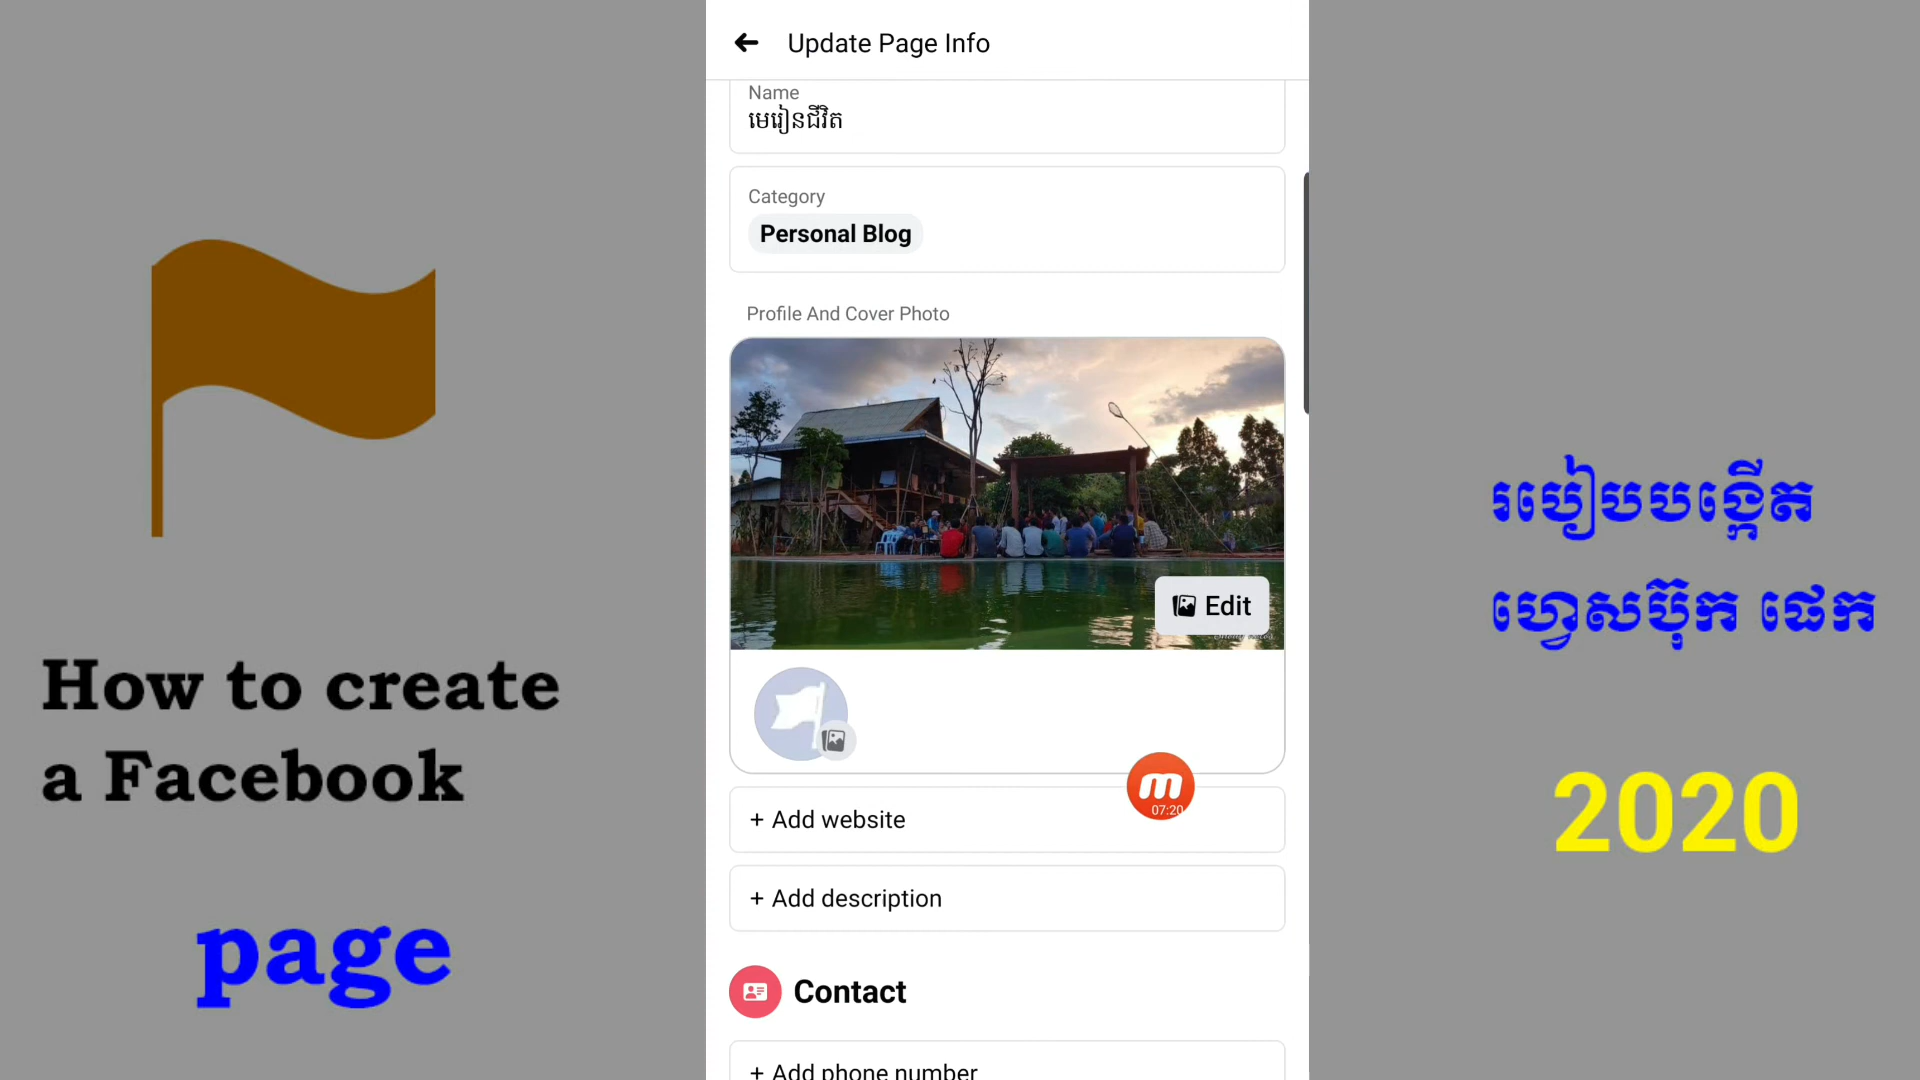 Update Page Info
Name
មេរៀនជីវិត
Category
Personal Blog
Profile And Cover Photo
Edit
m
07:20
+ Add website
+ Add description
Contact
+ Add phone number
How to create
a Facebook
page
របៀបបង្កើត
ហ្វេសប៊ុក ផេក
2020